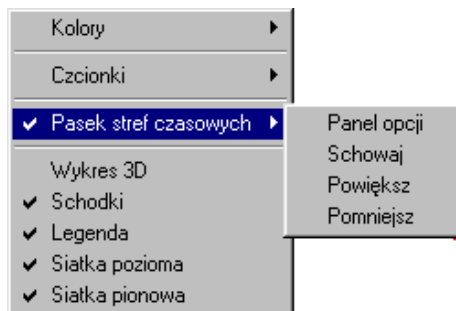 Kolory
Czcionki
Pasek stref czasowych
Panel opcji
Schowaj
Powiększ
Pomniejsz
Wykres 3D
Schodki
Legenda
Siatka pozioma
Siatka pionowa